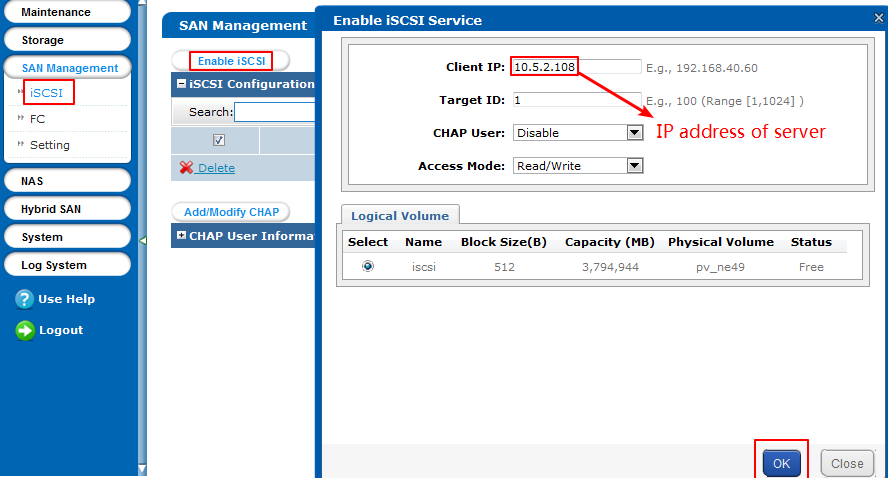 Maintenance
Storage
SAN Management
iSCSI
FC
Setting
NAS
Hybrid SAN
System
Log System
? Use Help
Logout
SAN Management
Enable iSCSI
iSCSI Configuration
Search:
Delete
Add/Modify CHAP
CHAP User Informa
Enable iSCSI Service
Client IP: 10.5.2.108 E.g., 192.168.40.60
Target ID: 1 E.g., 100 (Range [1,1024] )
CHAP User: Disable IP address of server
Access Mode: Read/Write
Logical Volume
Select Name Block Size(B) Capacity (MB) Physical Volume Status
iscsi 512 3,794,944 pv_ne49 Free
OK Close